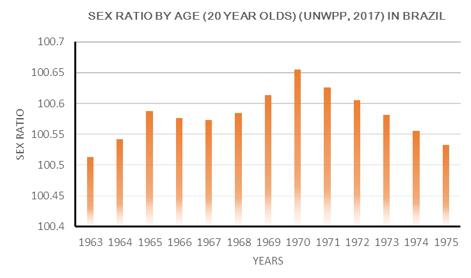 SEX RATIO BY AGE (20 YEAR OLDS) (UNWPP, 2017) IN BRAZIL
100.7
100.65
100.6
100.55
100.5
100.45
100.4
SEX RATIO
1963 1964 1965 1966 1967 1968 1969 1970 1971 1972 1973 1974 1975
YEARS